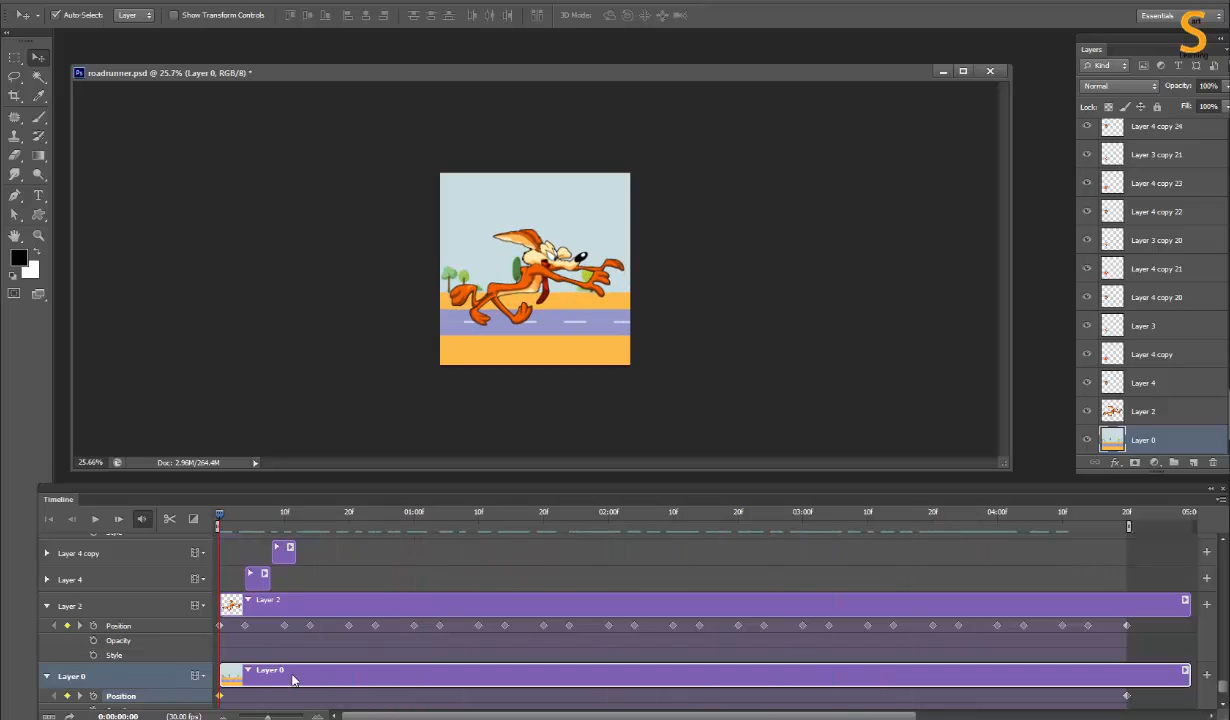 Auto-Select: Layer Show Transform Controls 3D Mode: Essentials
S
art
Learning
roadrunner.psd @ 25.7% (Layer 0, RGB/8) *
Layers
Kind
Normal Opacity: 100%
Lock: Fill: 100%
Layer 4 copy 24
Layer 3 copy 21
Layer 4 copy 23
Layer 4 copy 22
Layer 3 copy 20
Layer 4 copy 21
Layer 4 copy 20
Layer 3
Layer 4 copy
Layer 4
Layer 2
Layer 0
25.66% Doc: 2.96M/264.4M
Timeline
10f 20f 01:00f 10f 20f 02:00f 10f 20f 03:00f 10f 20f 04:00f 10f 20f 05:0
Style
Layer 4 copy
Layer 4
Layer 2 Layer 2
Position
Opacity
Style
Layer 0 Layer 0
Position
0:00:00:00 (30.00 fps)